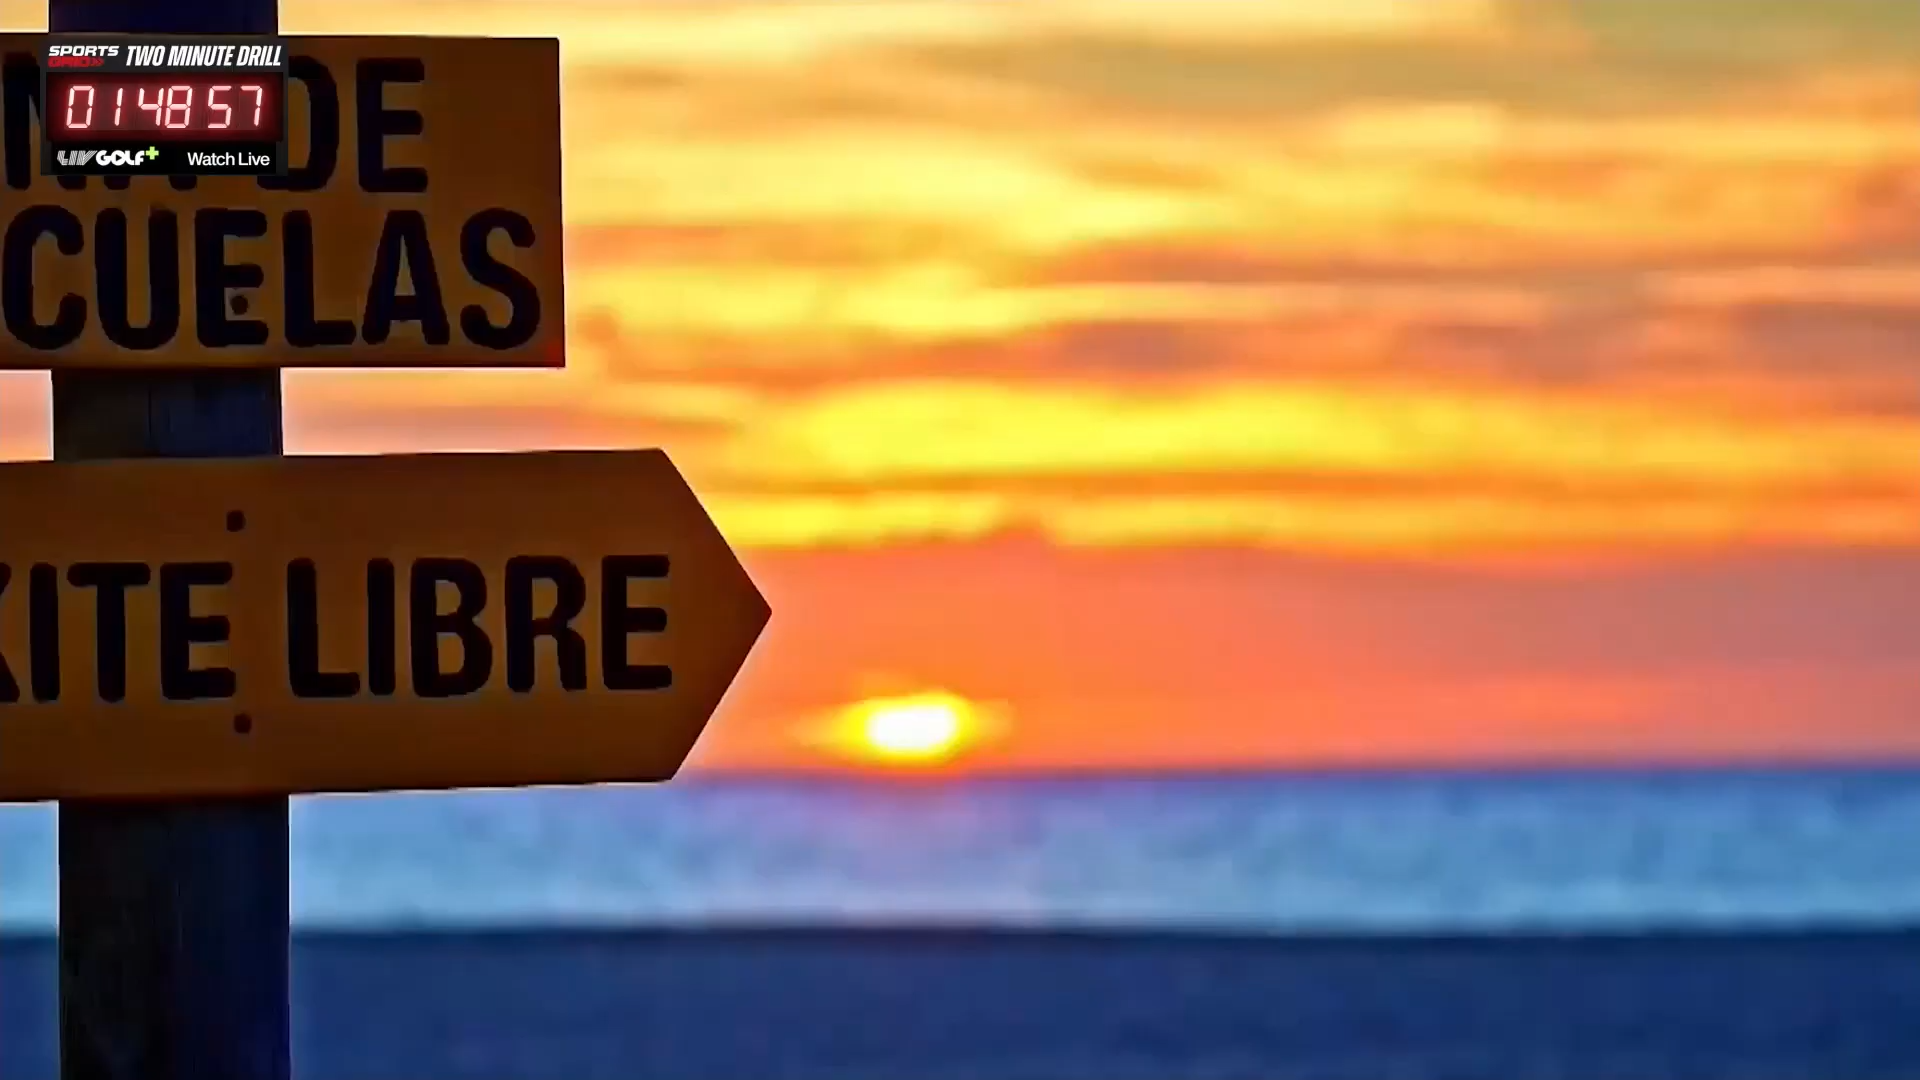 SPORTS GRID TWO MINUTE DRILL
01 48 57
LIV GOLF+ Watch Live
DE
CUELAS
KITE LIBRE